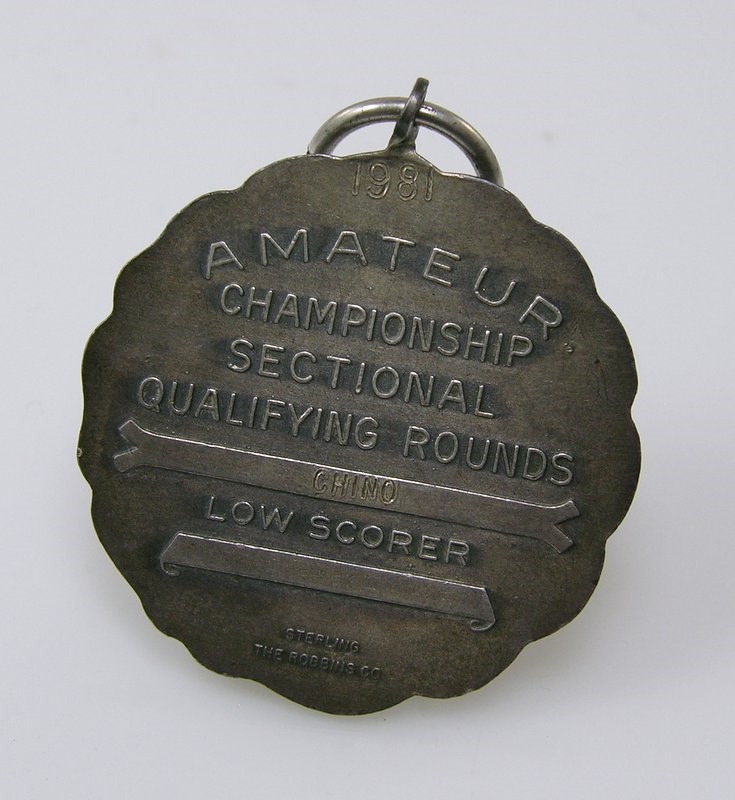 1981
AMATEUR
CHAMPIONSHIP
SECTIONAL
QUALIFYING ROUNDS
CHINO
LOW SCORER
STERLING
THE ROBBINS CO